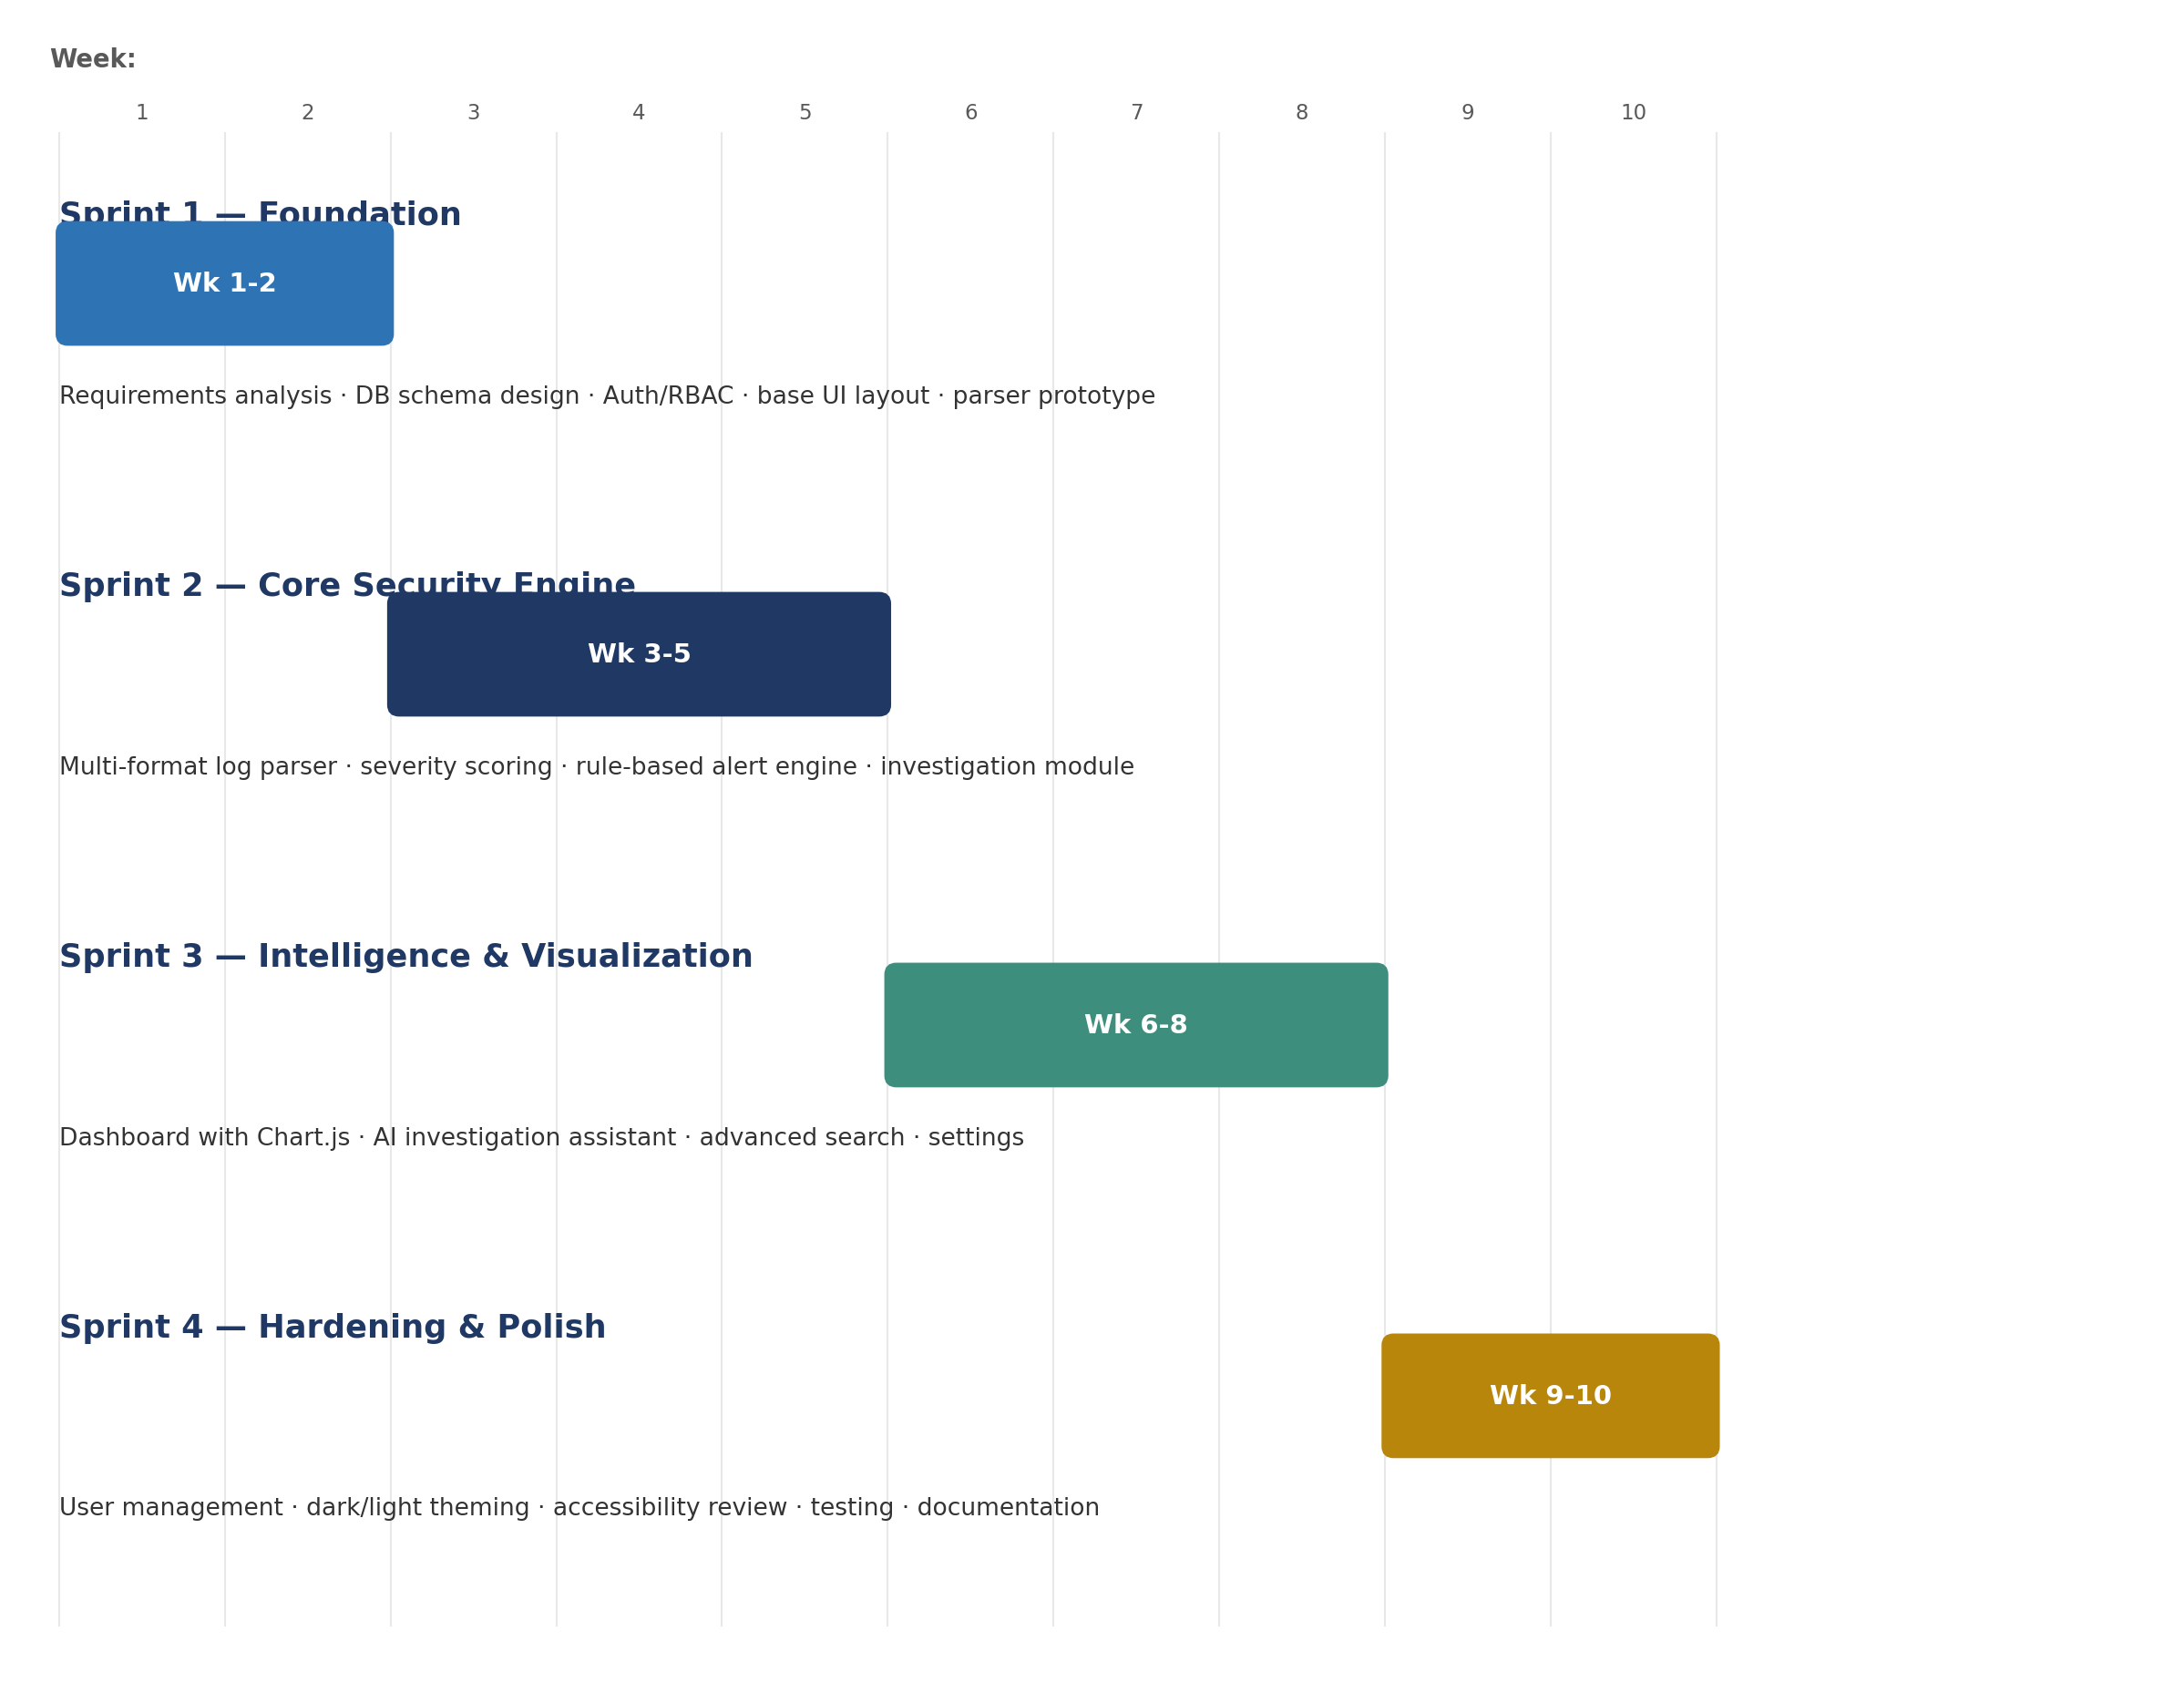 Week:
1 2 3 4 5 6 7 8 9 10
Sprint 1 — Foundation
Wk 1-2
Requirements analysis · DB schema design · Auth/RBAC · base UI layout · parser prototype
Sprint 2 — Core Security Engine
Wk 3-5
Multi-format log parser · severity scoring · rule-based alert engine · investigation module
Sprint 3 — Intelligence & Visualization
Wk 6-8
Dashboard with Chart.js · AI investigation assistant · advanced search · settings
Sprint 4 — Hardening & Polish
Wk 9-10
User management · dark/light theming · accessibility review · testing · documentation